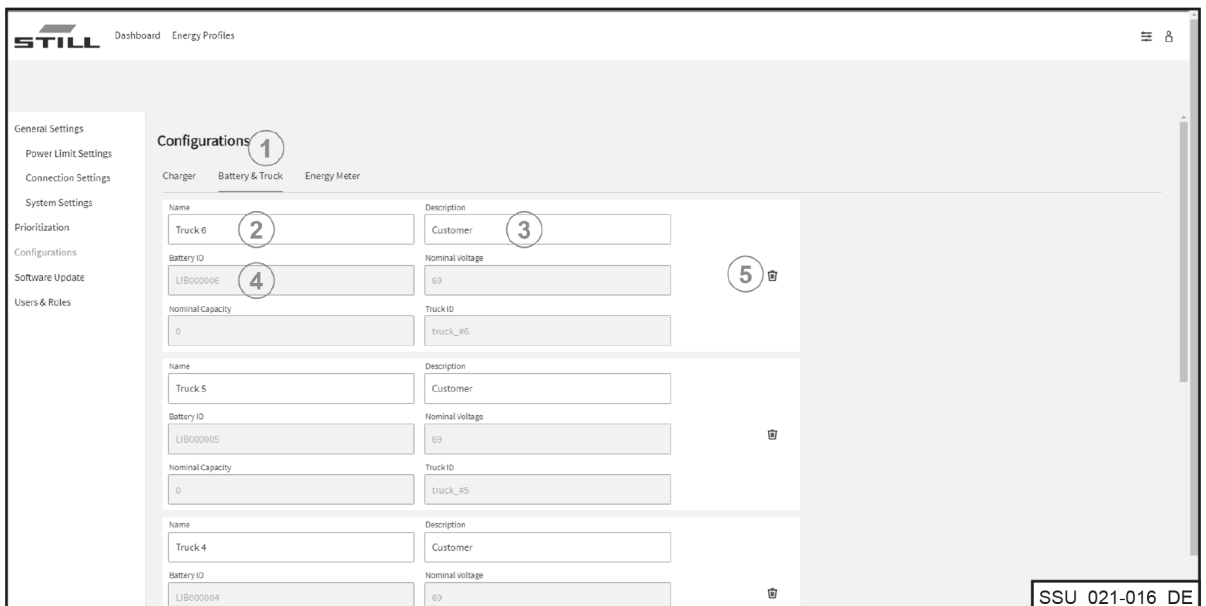 STILL Dashboard Energy Profiles
General Settings
Power Limit Settings
Connection Settings
System Settings
Prioritization
Configurations
Software Update
Users & Roles
Configurations 1
Charger Battery & Truck Energy Meter
Name Description
Truck 6 2 Customer 3
Battery ID Nominal Voltage
LIB000006 4 69 5
Nominal Capacity Truck ID
0 truck_#6
Name Description
Truck 5 Customer
Battery ID Nominal Voltage
LIB000005 69
Nominal Capacity Truck ID
0 truck_#5
Name Description
Truck 4 Customer
Battery ID Nominal Voltage
LIB000004 69
SSU_021-016_DE